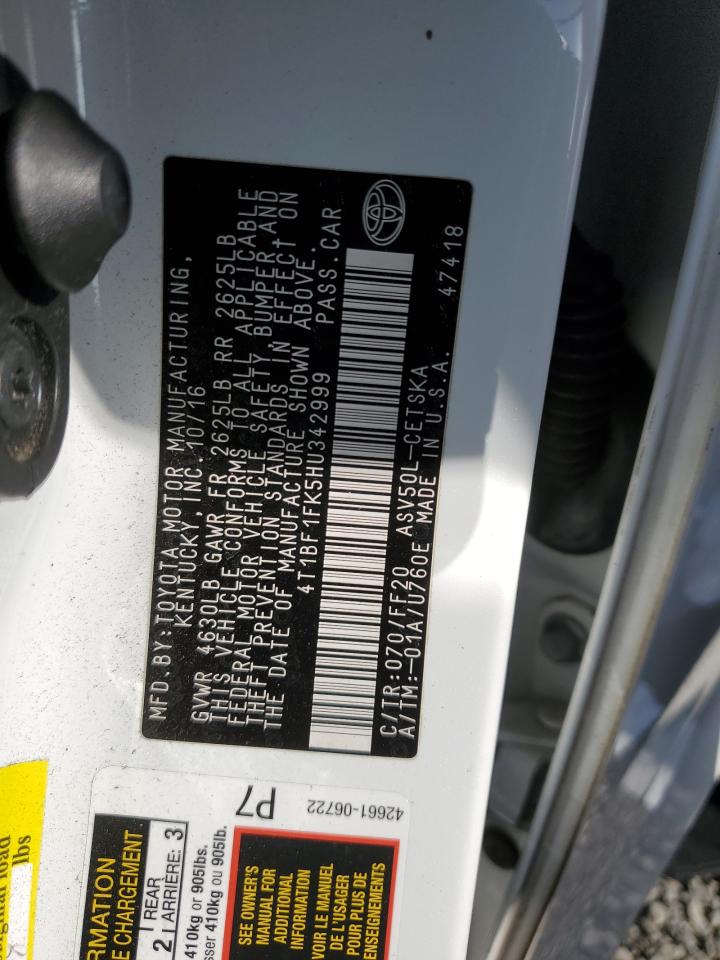 MFD. BY: TOYOTA MOTOR MANUFACTURING,
KENTUCKY, INC. 10/16
GVWR 4630LB GAWR FR 2625LB RR 2625LB
THIS VEHICLE CONFORMS TO ALL APPLICABLE
FEDERAL MOTOR VEHICLE SAFETY BUMPER, AND
THEFT PREVENTION STANDARDS IN EFFECT ON
THE DATE OF MANUFACTURE SHOWN ABOVE.
4T1BF1FK5HU342999 PASS. CAR
C/TR: 070/FF20 ASV50L-CETSKA 47418
A/TM: -01A/U760E MADE IN U.S.A.
P7
42661-06722
2 REAR
ARRIÈRE: 3
410kg or 905lbs.
410kg ou 905lb.
SEE OWNER'S
MANUAL FOR
ADDITIONAL
INFORMATION
VOIR LE MANUEL
DE L'USAGER
POUR PLUS DE
RENSEIGNEMENTS
load
lbs